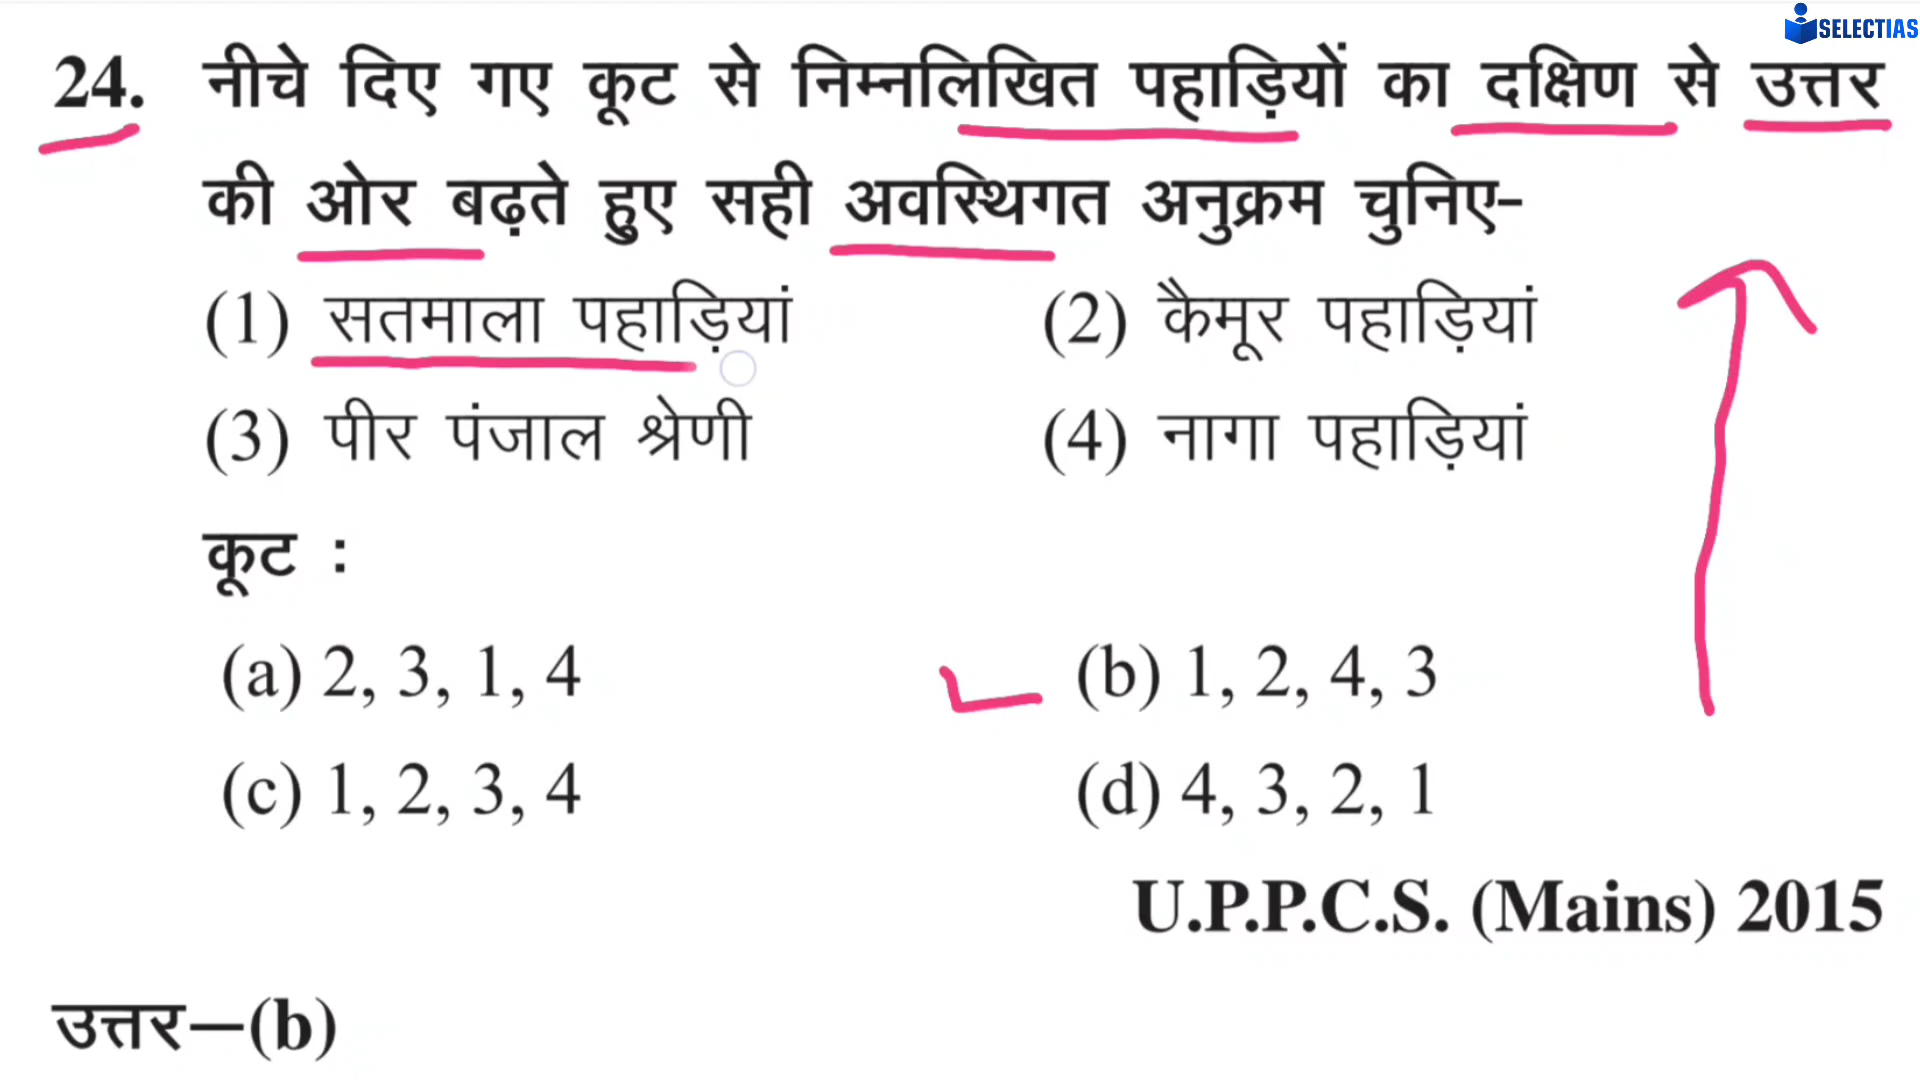 SELECTIAS
24. नीचे दिए गए कूट से निम्नलिखित पहाड़ियों का दक्षिण से उत्तर
की ओर बढ़ते हुए सही अवस्थिगत अनुक्रम चुनिए-
(1) सतमाला पहाड़ियां (2) कैमूर पहाड़ियां
(3) पीर पंजाल श्रेणी (4) नागा पहाड़ियां
कूट :
(a) 2, 3, 1, 4 (b) 1, 2, 4, 3
(c) 1, 2, 3, 4 (d) 4, 3, 2, 1
U.P.P.C.S. (Mains) 2015
उत्तर—(b)